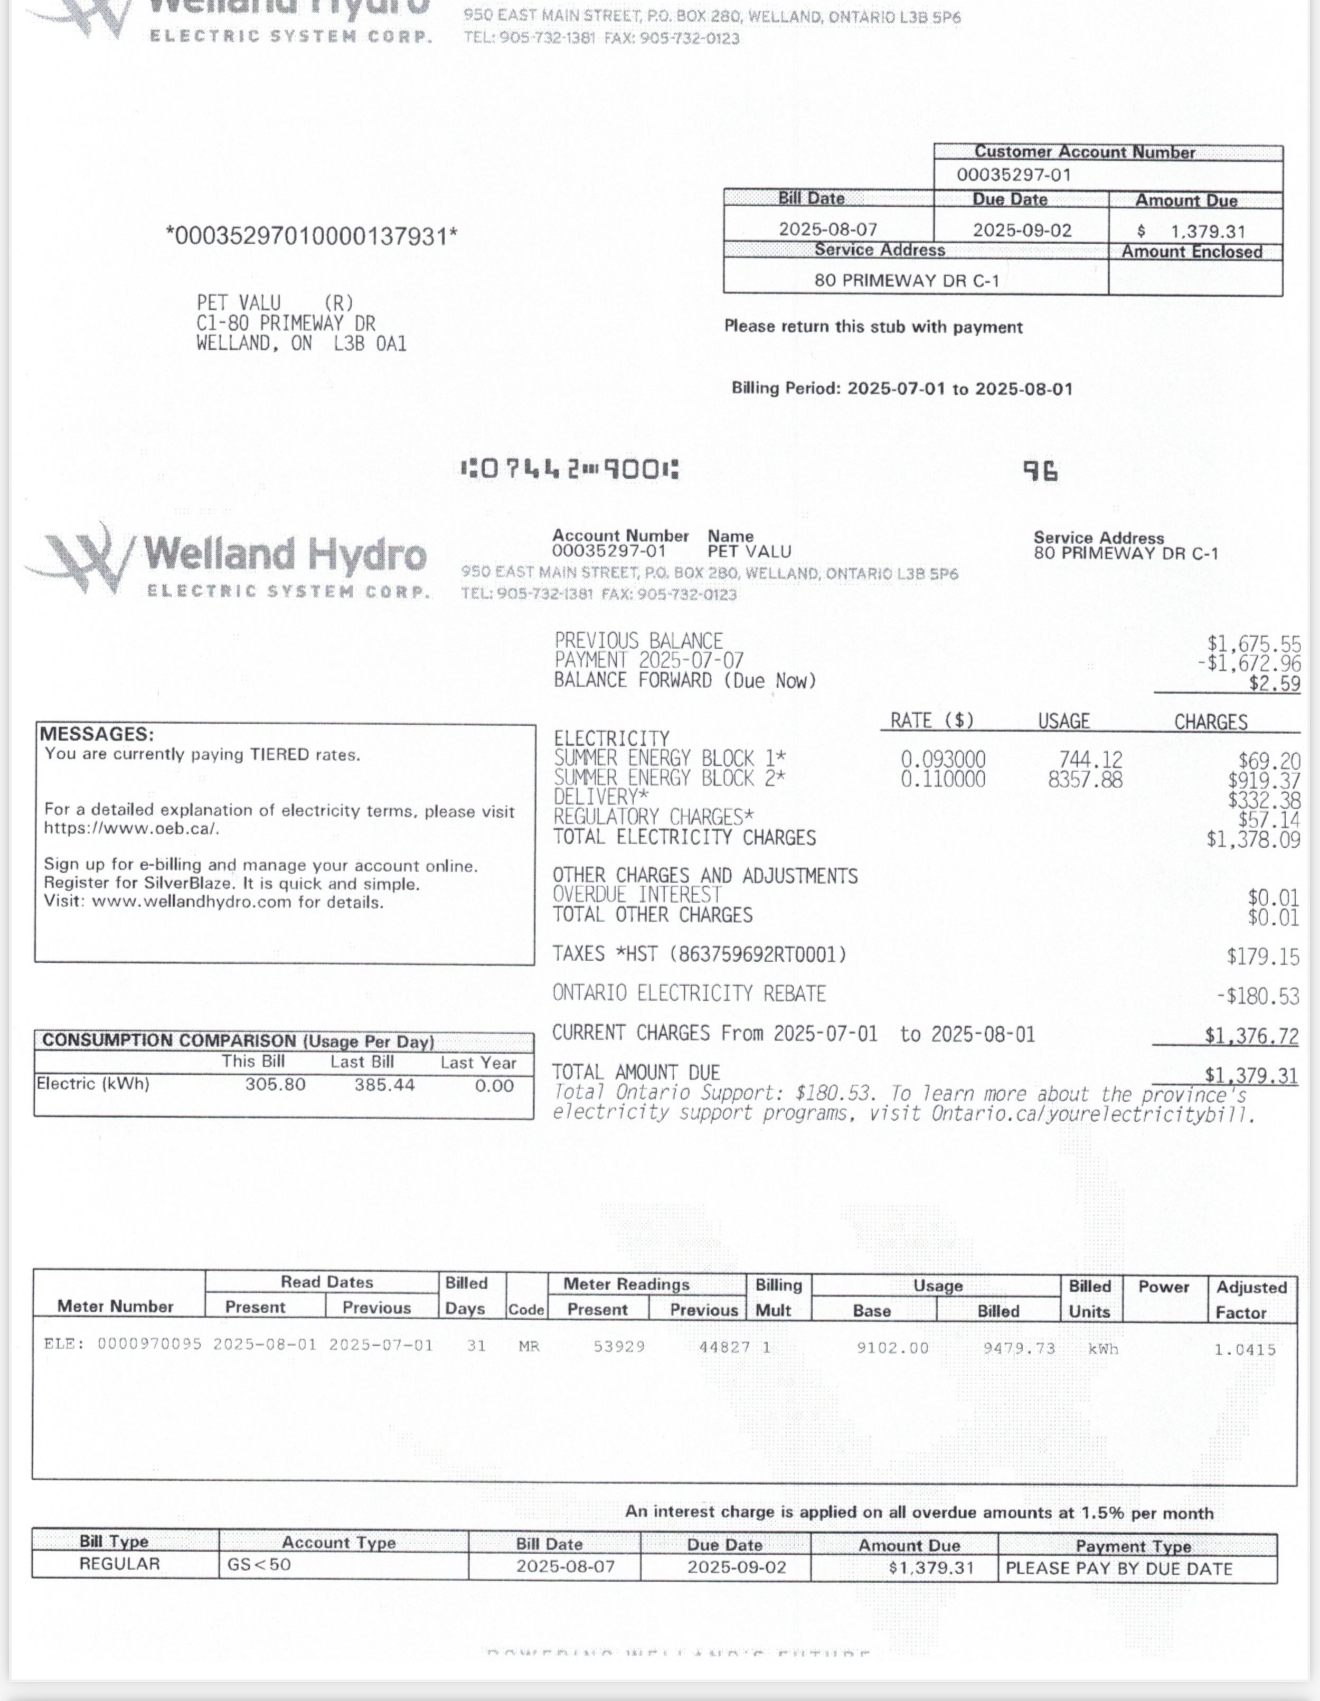 Welland Hydro
ELECTRIC SYSTEM CORP.
950 EAST MAIN STREET, P.O. BOX 280, WELLAND, ONTARIO L3B 5P6
TEL: 905-732-1381 FAX: 905-732-0123
Customer Account Number
00035297-01
Bill Date Due Date Amount Due
2025-08-07 2025-09-02 $ 1,379.31
Service Address Amount Enclosed
80 PRIMEWAY DR C-1
*00035297010000137931*
PET VALU (R)
C1-80 PRIMEWAY DR
WELLAND, ON L3B 0A1
Please return this stub with payment
Billing Period: 2025-07-01 to 2025-08-01
⑆07442⑉900⑆ 96
Welland Hydro
ELECTRIC SYSTEM CORP.
Account Number Name Service Address
00035297-01 PET VALU 80 PRIMEWAY DR C-1
950 EAST MAIN STREET, P.O. BOX 280, WELLAND, ONTARIO L3B 5P6
TEL: 905-732-1381 FAX: 905-732-0123
PREVIOUS BALANCE $1,675.55
PAYMENT 2025-07-07 -$1,672.96
BALANCE FORWARD (Due Now) $2.59
RATE ($) USAGE CHARGES
ELECTRICITY
SUMMER ENERGY BLOCK 1* 0.093000 744.12 $69.20
SUMMER ENERGY BLOCK 2* 0.110000 8357.88 $919.37
DELIVERY* $332.38
REGULATORY CHARGES* $57.14
TOTAL ELECTRICITY CHARGES $1,378.09
OTHER CHARGES AND ADJUSTMENTS
OVERDUE INTEREST $0.01
TOTAL OTHER CHARGES $0.01
TAXES *HST (863759692RT0001) $179.15
ONTARIO ELECTRICITY REBATE -$180.53
CURRENT CHARGES From 2025-07-01 to 2025-08-01 $1,376.72
TOTAL AMOUNT DUE $1,379.31
Total Ontario Support: $180.53. To learn more about the province's
electricity support programs, visit Ontario.ca/yourelectricitybill.
MESSAGES:
You are currently paying TIERED rates.
For a detailed explanation of electricity terms, please visit
https://www.oeb.ca/.
Sign up for e-billing and manage your account online.
Register for SilverBlaze. It is quick and simple.
Visit: www.wellandhydro.com for details.
CONSUMPTION COMPARISON (Usage Per Day)
This Bill Last Bill Last Year
Electric (kWh) 305.80 385.44 0.00
Read Dates Billed Meter Readings Billing Usage Billed Power Adjusted
Meter Number Present Previous Days Code Present Previous Mult Base Billed Units Factor
ELE: 0000970095 2025-08-01 2025-07-01 31 MR 53929 44827 1 9102.00 9479.73 kWh 1.0415
An interest charge is applied on all overdue amounts at 1.5% per month
Bill Type Account Type Bill Date Due Date Amount Due Payment Type
REGULAR GS<50 2025-08-07 2025-09-02 $1,379.31 PLEASE PAY BY DUE DATE
POWERING WELLAND'S FUTURE